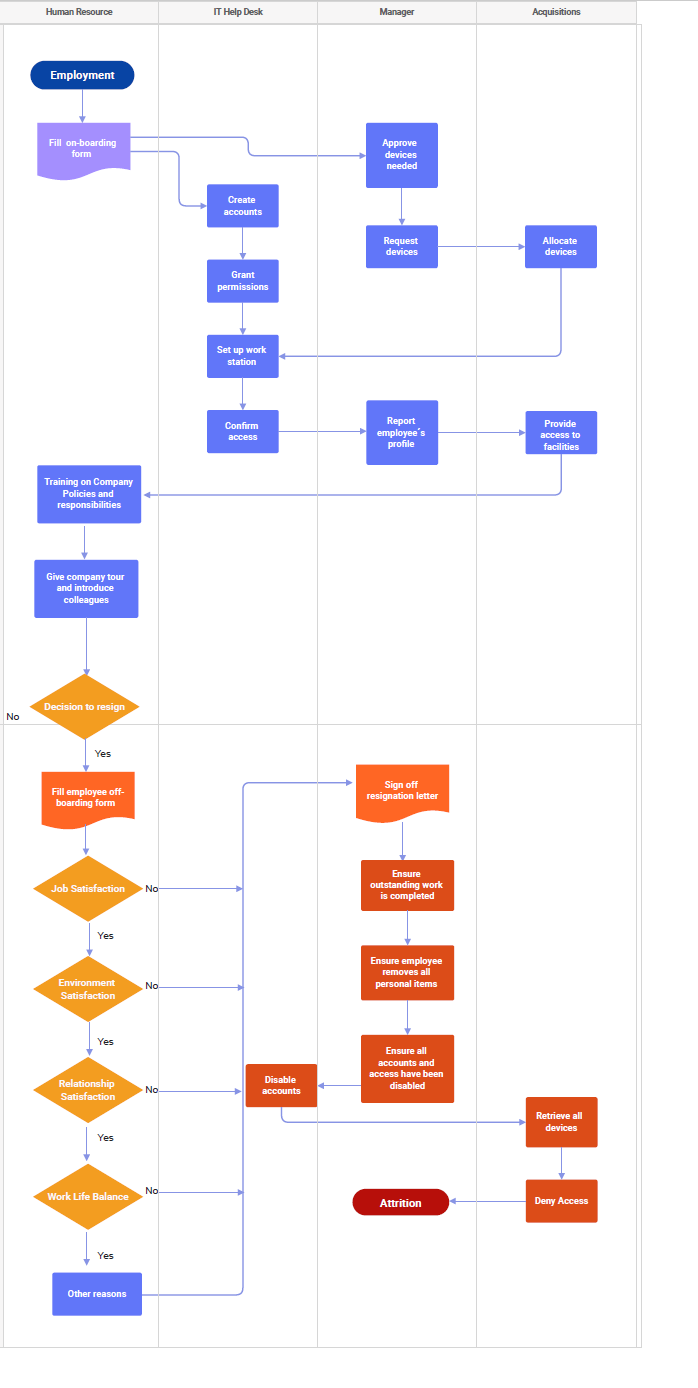 Human Resource
IT Help Desk
Manager
Acquisitions
Employment
Fill on-boarding
form
Approve
devices
needed
Create
accounts
Request
devices
Allocate
devices
Grant
permissions
Set up work
station
Confirm
access
Report
employee's
profile
Provide
access to
facilities
Training on Company
Policies and
responsibilities
Give company tour
and introduce
colleagues
Decision to resign
No
Yes
Fill employee off-
boarding form
Sign off
resignation letter
Job Satisfaction
No
Ensure
outstanding work
is completed
Yes
Environment
Satisfaction
No
Ensure employee
removes all
personal items
Yes
Relationship
Satisfaction
No
Disable
accounts
Ensure all
accounts and
access have been
disabled
Retrieve all
devices
Yes
Work Life Balance
No
Attrition
Deny Access
Yes
Other reasons